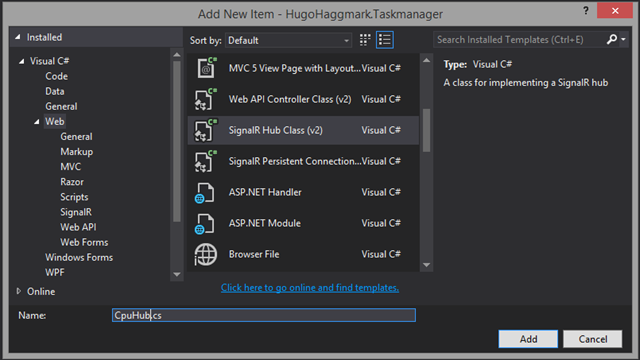 Add New Item - HugoHaggmark.Taskmanager
Installed
Sort by: Default
Search Installed Templates (Ctrl+E)
Visual C#
Code
Data
General
Web
General
Markup
MVC
Razor
Scripts
SignalR
Web API
Web Forms
Windows Forms
WPF
Online
MVC 5 View Page with Layout... Visual C#
Web API Controller Class (v2) Visual C#
SignalR Hub Class (v2) Visual C#
SignalR Persistent Connection... Visual C#
ASP.NET Handler Visual C#
ASP.NET Module Visual C#
Browser File Visual C#
Click here to go online and find templates.
Type: Visual C#
A class for implementing a SignalR hub
Name: CpuHub.cs
Add Cancel